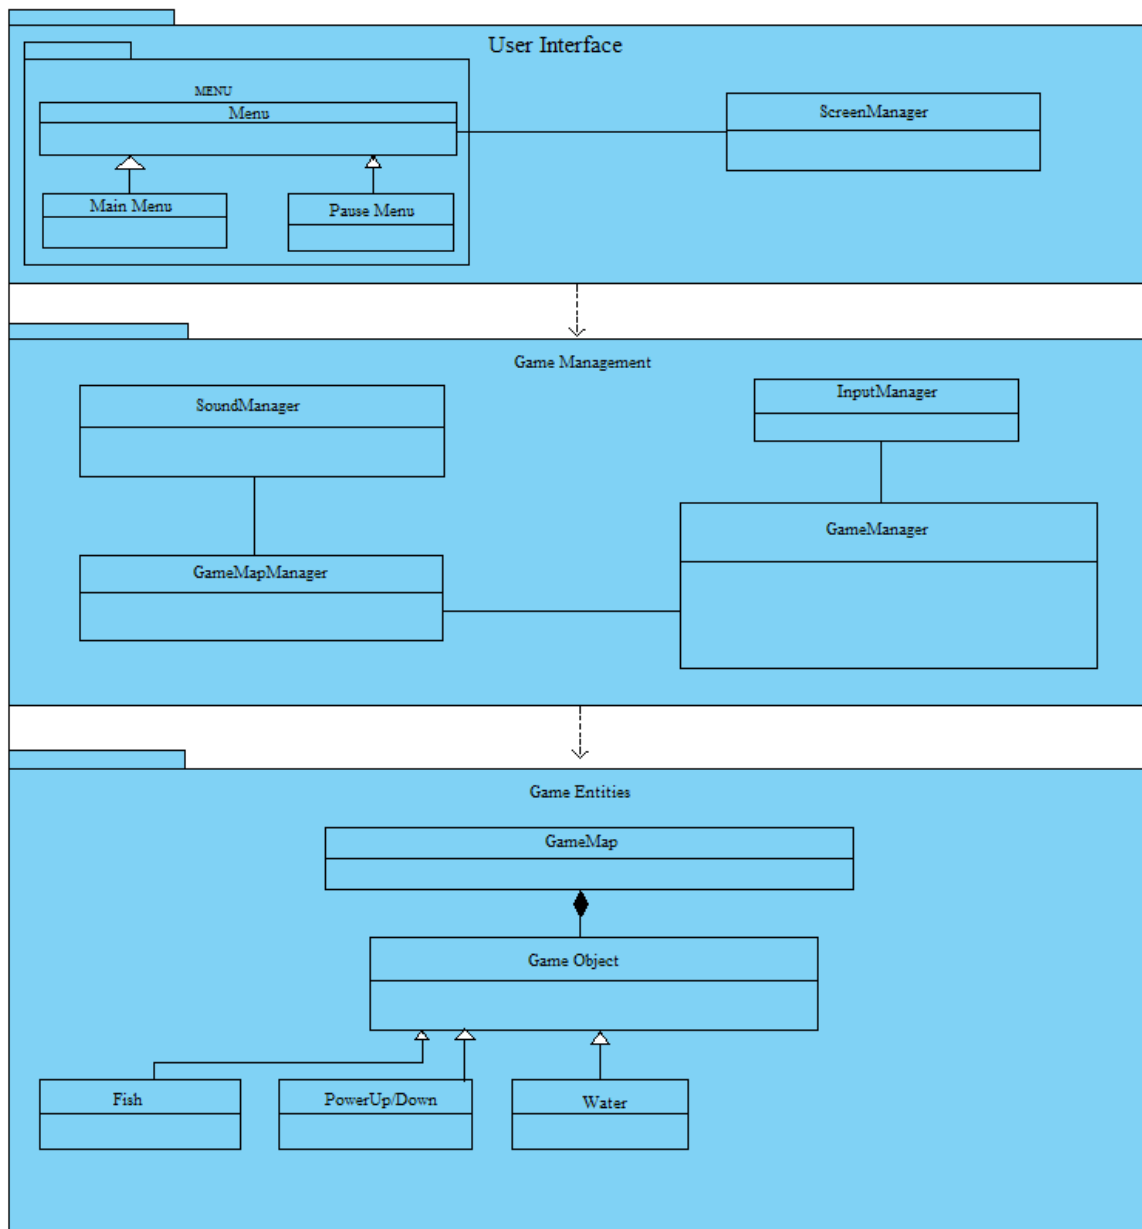 User Interface
MENU
Menu
ScreenManager
Main Menu
Pause Menu
Game Management
SoundManager
InputManager
GameManager
GameMapManager
Game Entities
GameMap
Game Object
Fish
PowerUp/Down
Water